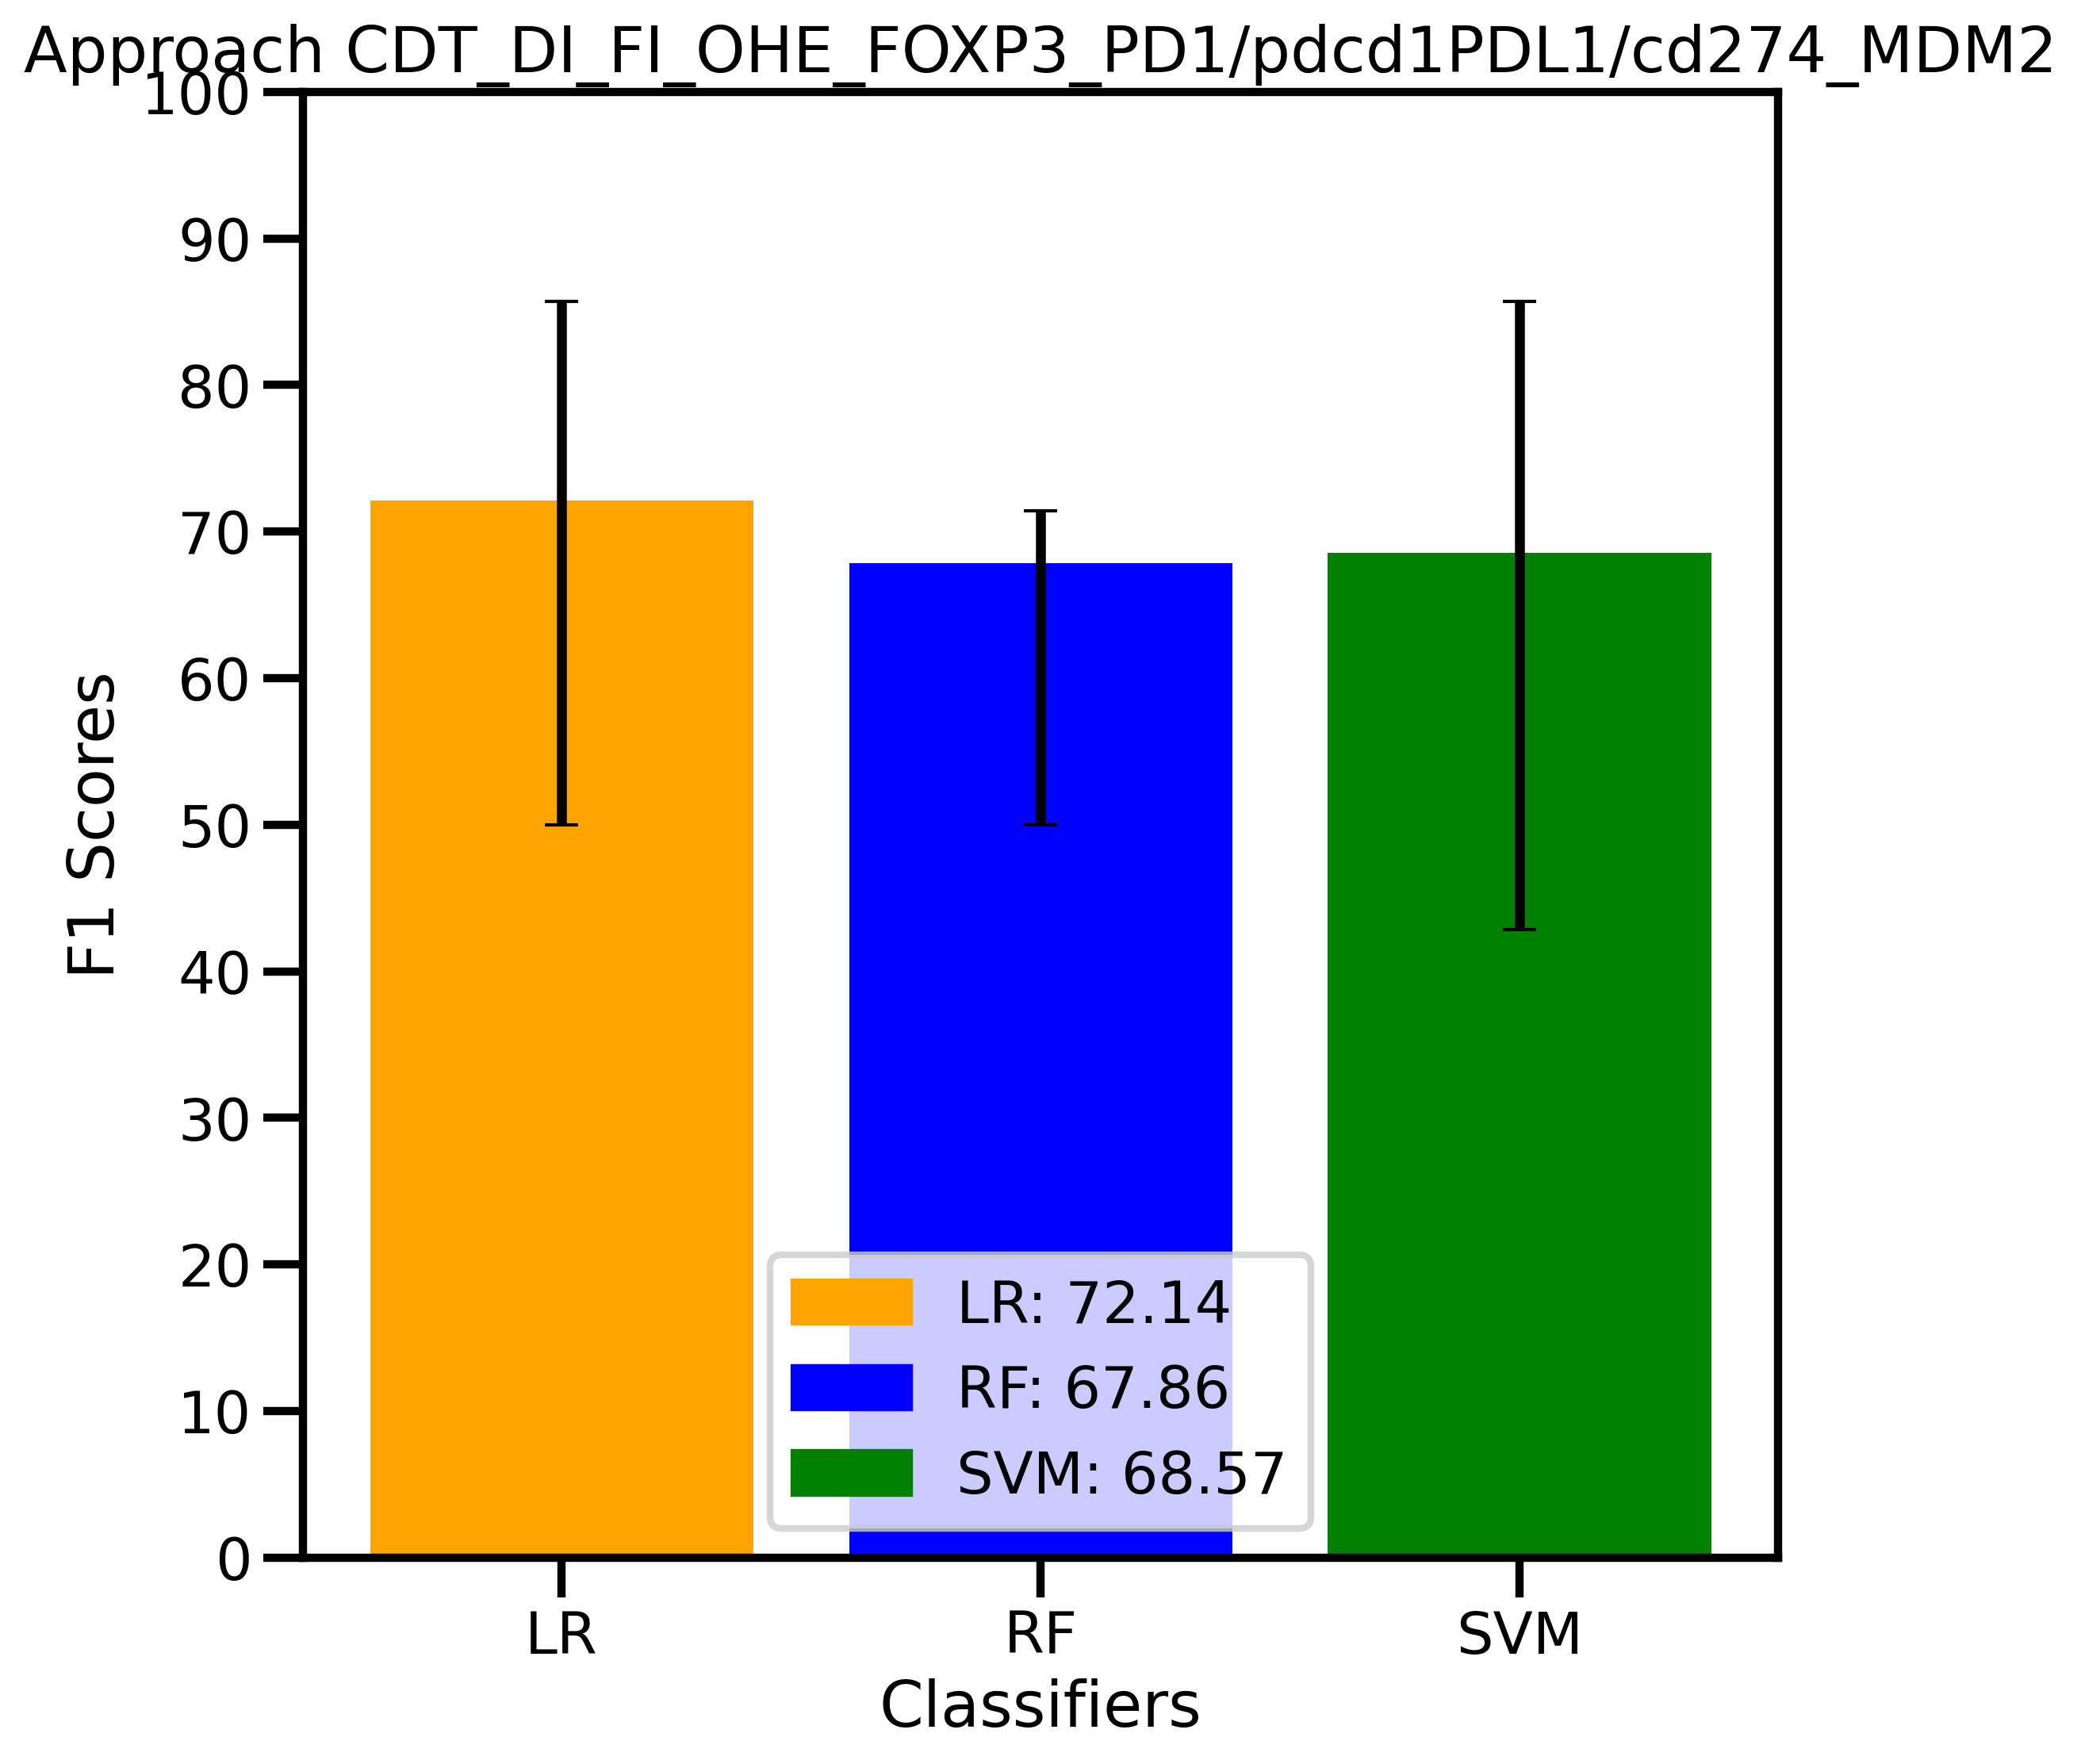 Approach CDT_DI_FI_OHE_FOXP3_PD1/pdcd1PDL1/cd274_MDM2
100
90
80
70
60
50
40
30
20
10
0
F1 Scores
LR: 72.14
RF: 67.86
SVM: 68.57
LR
RF
SVM
Classifiers